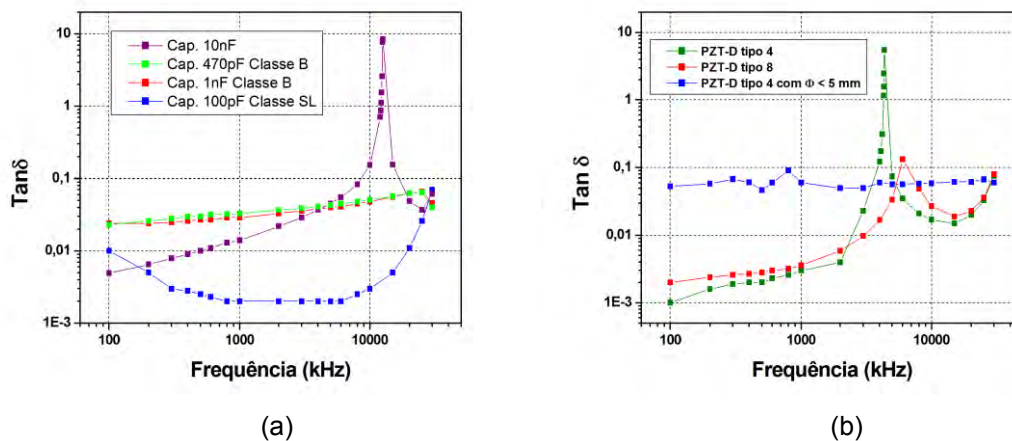 10
1
0,1
0,01
1E-3
Tanδ
Cap. 10nF
Cap. 470pF Classe B
Cap. 1nF Classe B
Cap. 100pF Classe SL
100
1000
10000
Frequência (kHz)
(a)
10
1
0,1
0,01
1E-3
Tan δ
PZT-D tipo 4
PZT-D tipo 8
PZT-D tipo 4 com Φ < 5 mm
100
1000
10000
Frequência (kHz)
(b)